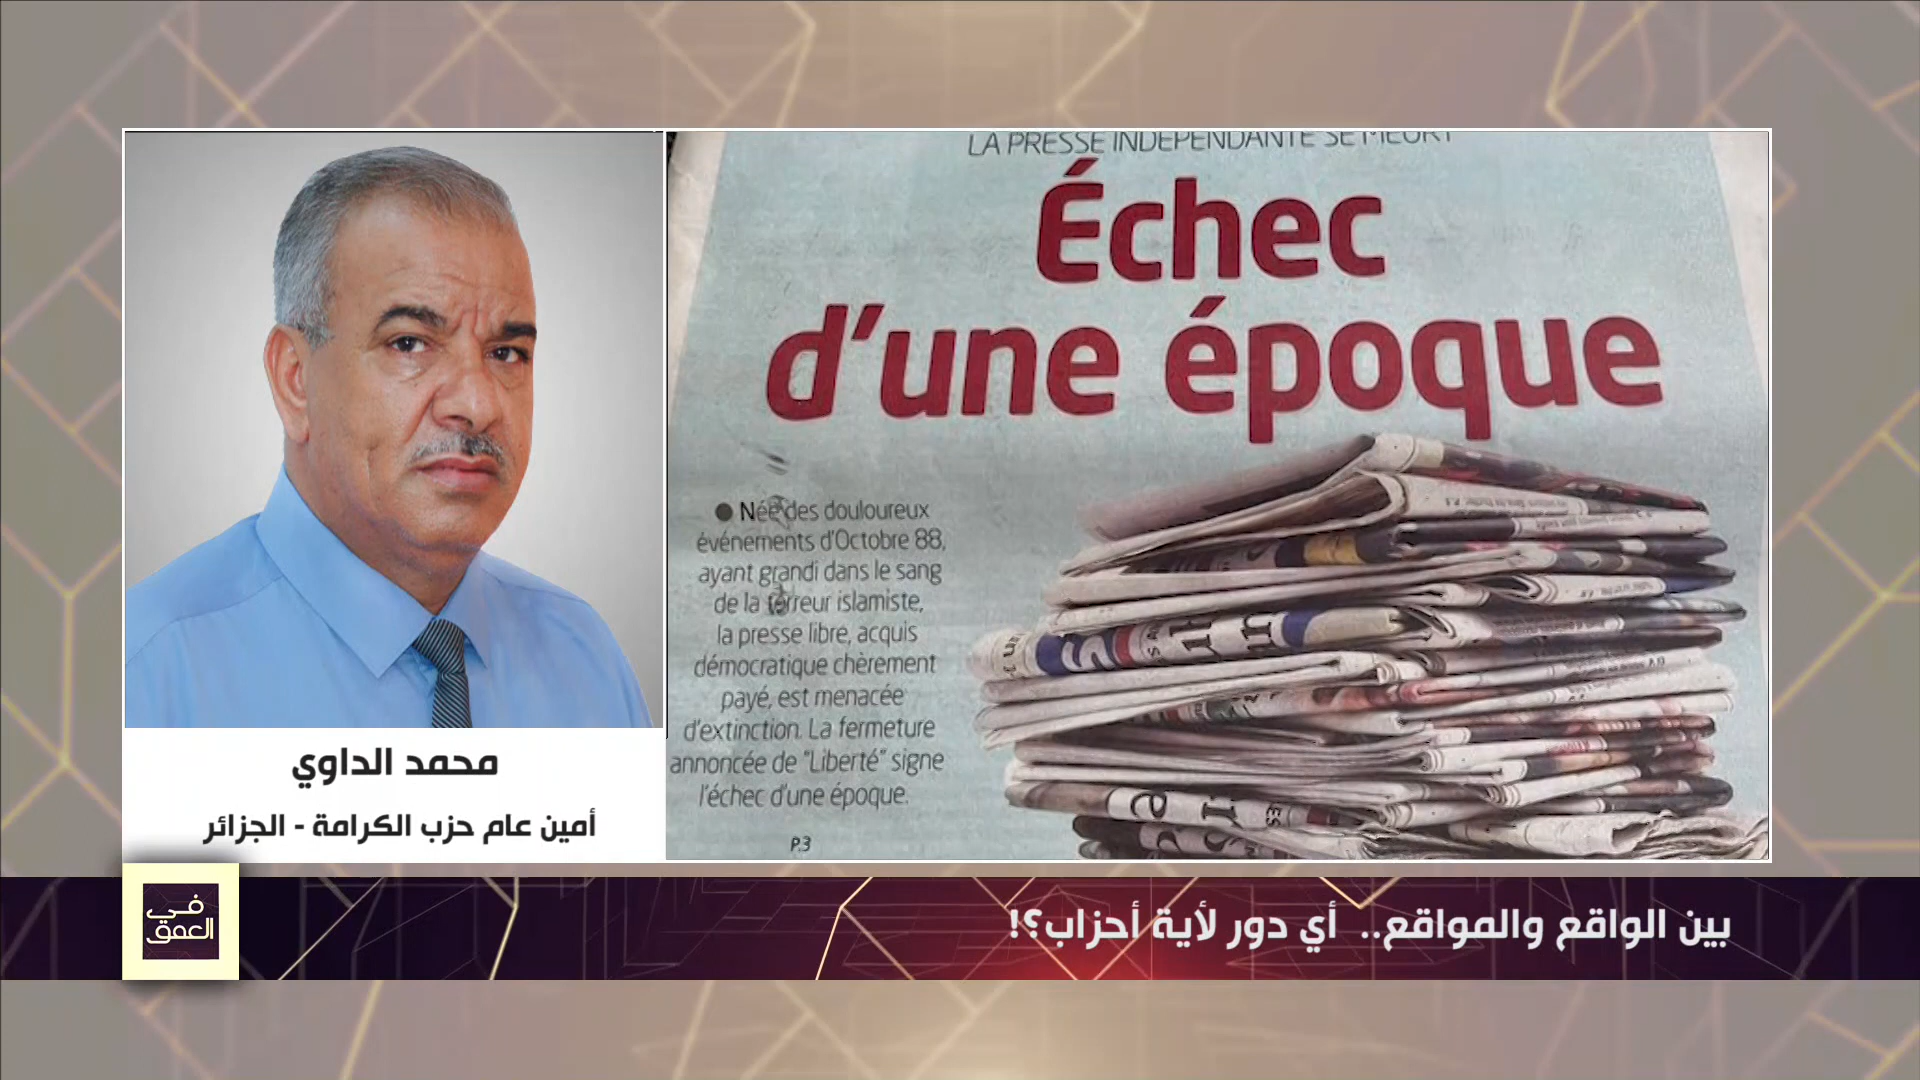 LA PRESSE INDÉPENDANTE SE MEURT
Échec
d'une époque
● Née des douloureux
événements d'Octobre 88,
ayant grandi dans le sang
de la terreur islamiste,
la presse libre, acquis
démocratique chèrement
payé, est menacée
d'extinction. La fermeture
annoncée de "Liberté" signe
l'échec d'une époque.
P.3
محمد الداوي
أمين عام حزب الكرامة - الجزائر
في
العمق
بين الواقع والمواقع.. أي دور لأية أحزاب؟!